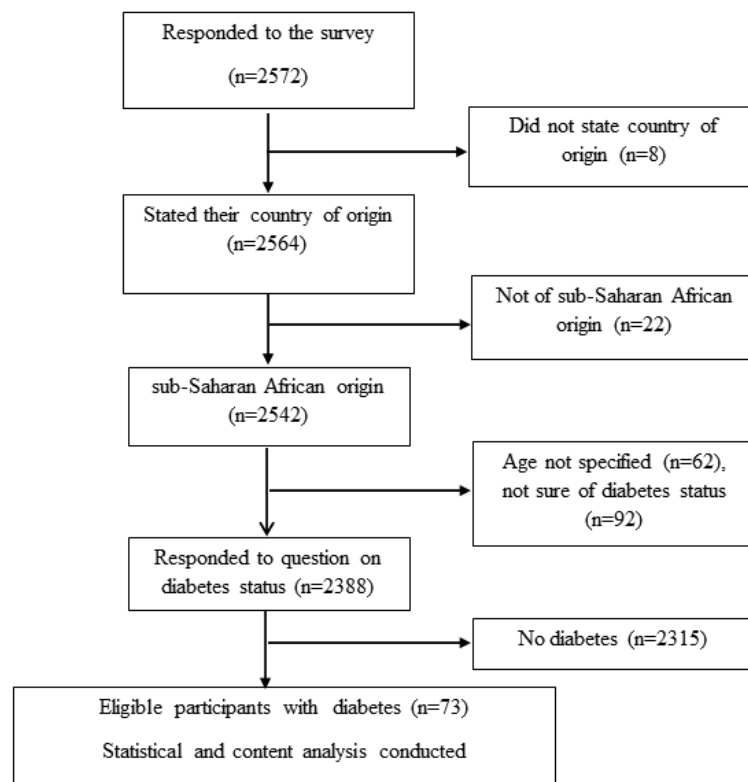 Responded to the survey
(n=2572)
Did not state country of
origin (n=8)
Stated their country of origin
(n=2564)
Not of sub-Saharan African
origin (n=22)
sub-Saharan African origin
(n=2542)
Age not specified (n=62),
not sure of diabetes status
(n=92)
Responded to question on
diabetes status (n=2388)
No diabetes (n=2315)
Eligible participants with diabetes (n=73)
Statistical and content analysis conducted